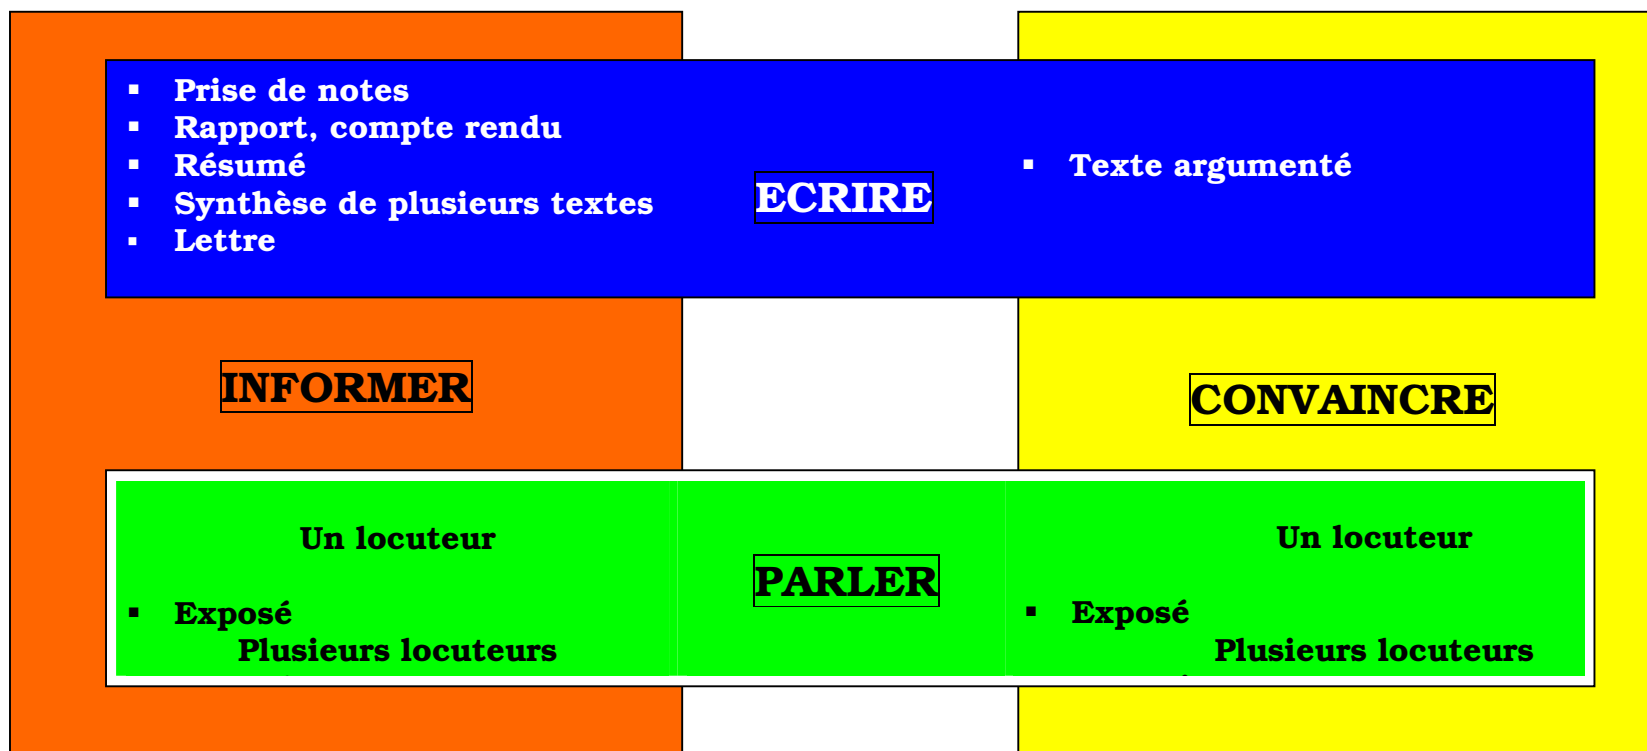 ▪ Prise de notes
▪ Rapport, compte rendu
▪ Résumé
▪ Synthèse de plusieurs textes
▪ Lettre
ECRIRE
▪ Texte argumenté
INFORMER
CONVAINCRE
Un locuteur
▪ Exposé
Plusieurs locuteurs
PARLER
Un locuteur
▪ Exposé
Plusieurs locuteurs